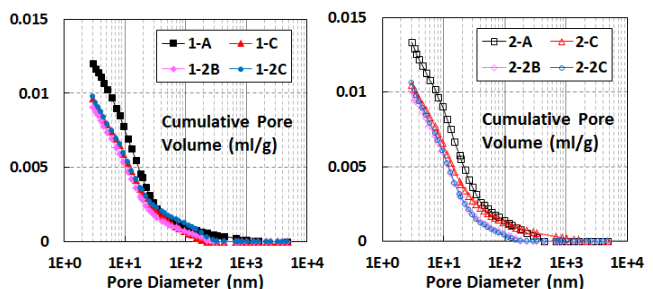 0.015
0.01
0.005
0
1-A
1-C
1-2B
1-2C
Cumulative Pore
Volume (ml/g)
1E+0 1E+1 1E+2 1E+3 1E+4
Pore Diameter (nm)
0.015
0.01
0.005
0
2-A
2-C
2-2B
2-2C
Cumulative Pore
Volume (ml/g)
1E+0 1E+1 1E+2 1E+3 1E+4
Pore Diameter (nm)